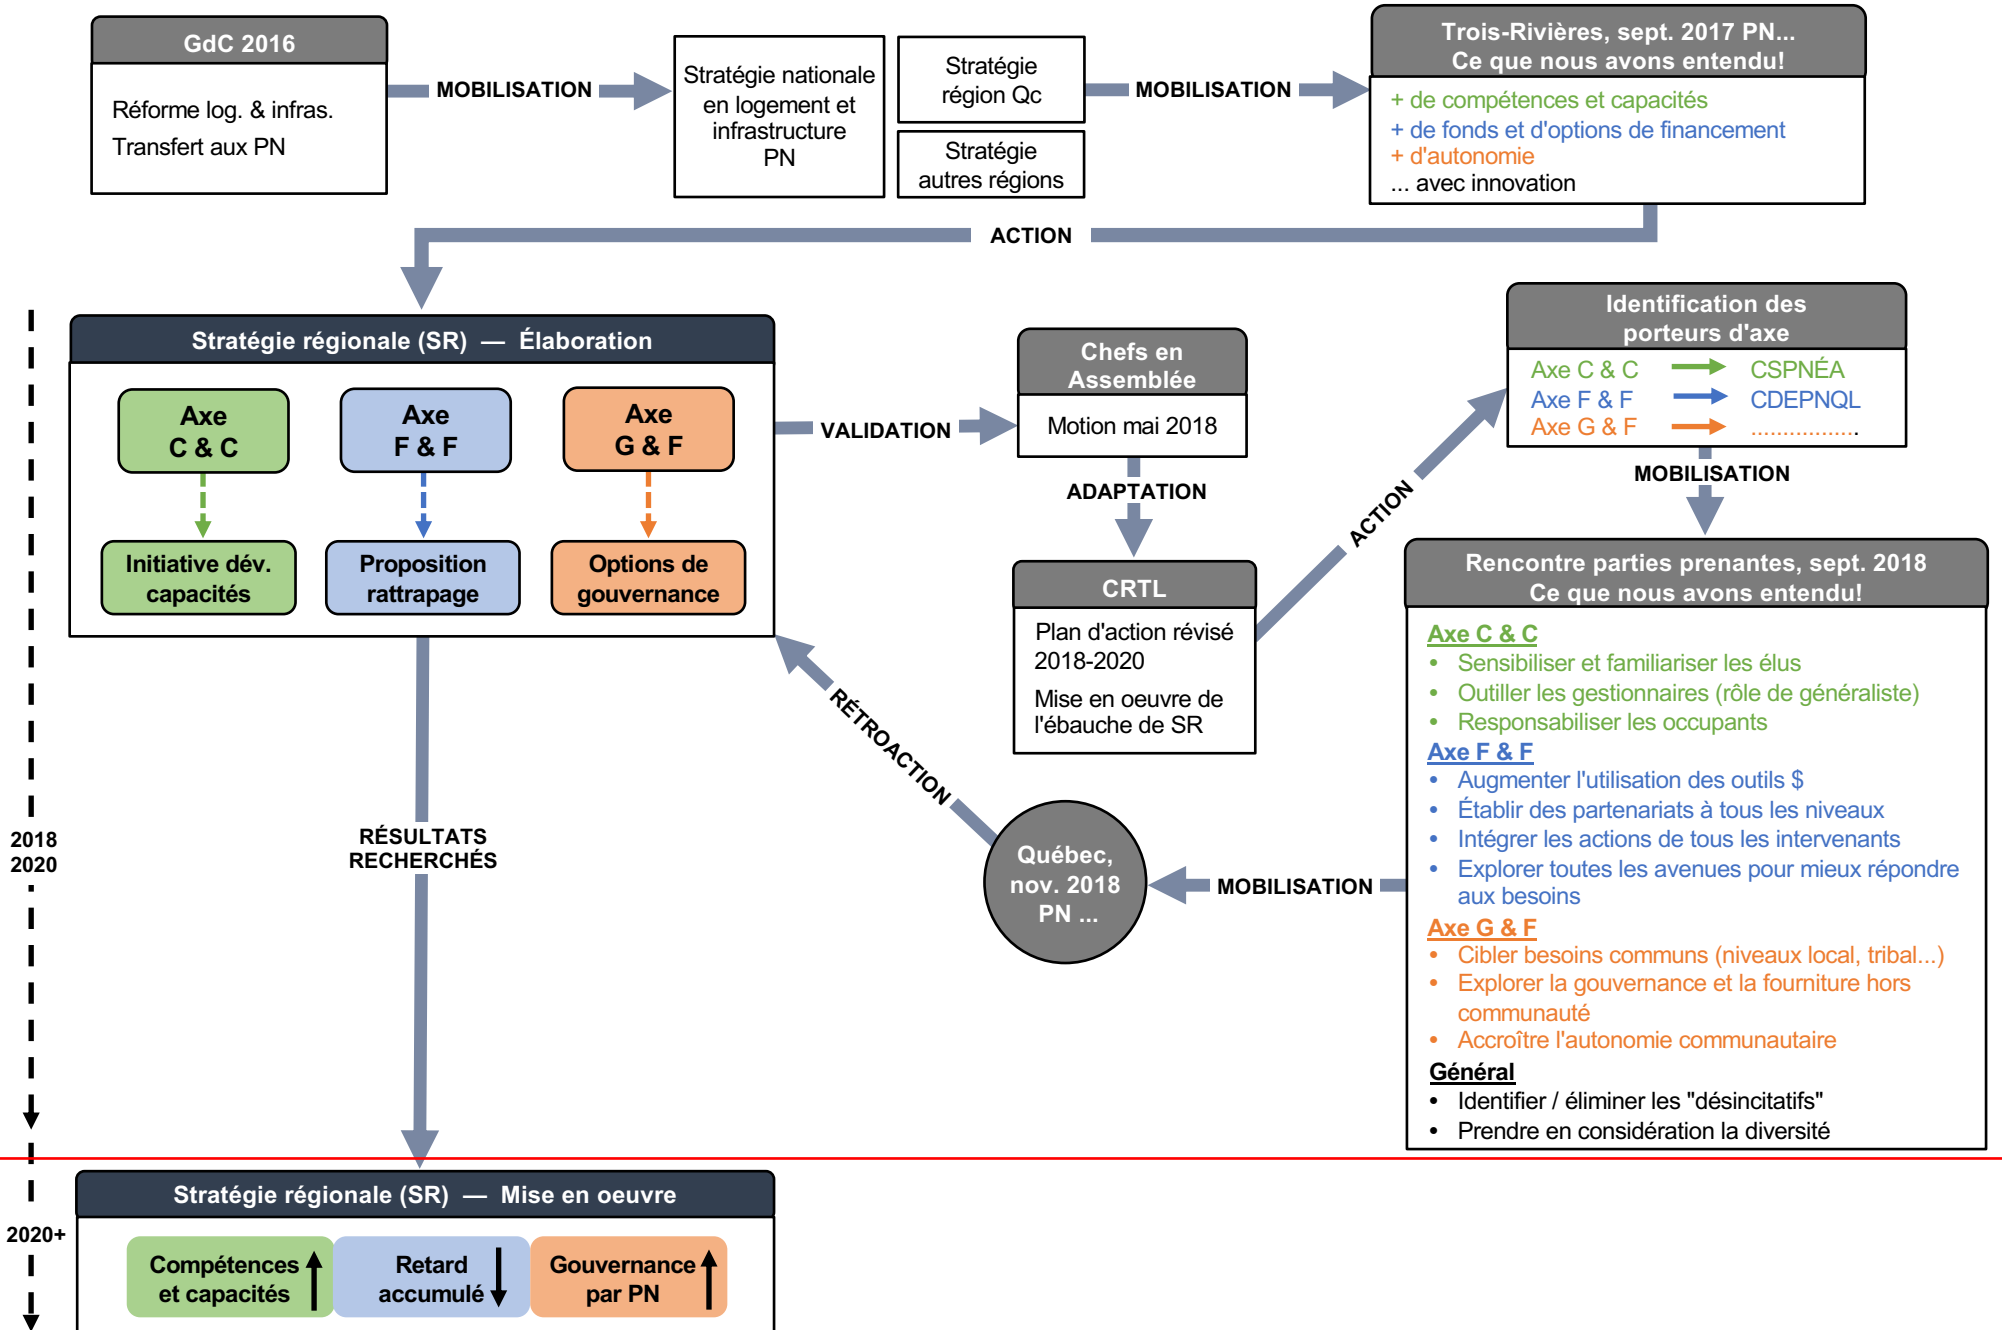 GdC 2016
Réforme log. & infras.
Transfert aux PN
MOBILISATION
Stratégie nationale
en logement et
infrastructure
PN
Stratégie
région Qc
Stratégie
autres régions
MOBILISATION
Trois-Rivières, sept. 2017 PN...
Ce que nous avons entendu!
+ de compétences et capacités
+ de fonds et d'options de financement
+ d'autonomie
... avec innovation
ACTION
Stratégie régionale (SR) — Élaboration
Axe
C & C
Axe
F & F
Axe
G & F
Initiative dév.
capacités
Proposition
rattrapage
Options de
gouvernance
VALIDATION
Chefs en
Assemblée
Motion mai 2018
ADAPTATION
CRTL
Plan d'action révisé
2018-2020
Mise en oeuvre de
l'ébauche de SR
ACTION
Identification des
porteurs d'axe
Axe C & C CSPNÉA
Axe F & F CDEPNQL
Axe G & F ................
MOBILISATION
Rencontre parties prenantes, sept. 2018
Ce que nous avons entendu!
Axe C & C
• Sensibiliser et familiariser les élus
• Outiller les gestionnaires (rôle de généraliste)
• Responsabiliser les occupants
Axe F & F
• Augmenter l'utilisation des outils $
• Établir des partenariats à tous les niveaux
• Intégrer les actions de tous les intervenants
• Explorer toutes les avenues pour mieux répondre
aux besoins
Axe G & F
• Cibler besoins communs (niveaux local, tribal...)
• Explorer la gouvernance et la fourniture hors
communauté
• Accroître l'autonomie communautaire
Général
• Identifier / éliminer les "désincitatifs"
• Prendre en considération la diversité
MOBILISATION
Québec,
nov. 2018
PN ...
RÉTROACTION
RÉSULTATS
RECHERCHÉS
2018
2020
Stratégie régionale (SR) — Mise en oeuvre
2020+
Compétences
et capacités
Retard
accumulé
Gouvernance
par PN